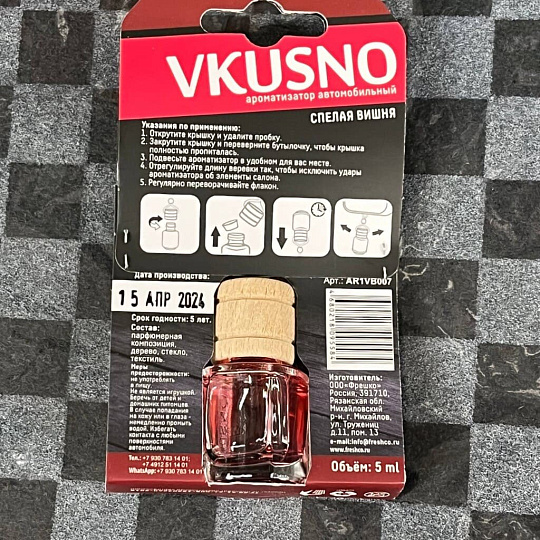 VKUSNO
ароматизатор автомобильный
СПЕЛАЯ ВИШНЯ
Указания по применению:
1. Открутите крышку и удалите пробку.
2. Закрутите крышку и переверните бутылочку, чтобы крышка
полностью пропиталась.
3. Подвесьте ароматизатор в удобном для вас месте.
4. Отрегулируйте длину веревки так, чтобы исключить удары
ароматизатора об элементы салона.
5. Регулярно переворачивайте флакон.
Дата производства:
Арт.: AR1VB007
15 АПР 2024
Срок годности: 5 лет.
Состав:
парфюмерная
композиция,
дерево, стекло,
текстиль.
Меры
предосторожности:
не употреблять
в пищу.
Не является игрушкой.
Беречь от детей и
домашних питомцев.
В случае попадания
на кожу или в глаза -
немедленно промыть
водой. Избегать
контакта с любыми
поверхностями
автомобиля.
Тел.: +7 930 783 14 01;
+7 4912 51 14 01
WhatsApp: +7 930 783 14 01
Изготовитель:
ООО «Фрешко»
Россия, 391710,
Рязанская обл.
Михайловский
р-н, г. Михайлов,
ул. Тружениц
д.11, пом. 13
e-mail:info@freshco.ru
www.freshco.ru
Объём: 5 ml